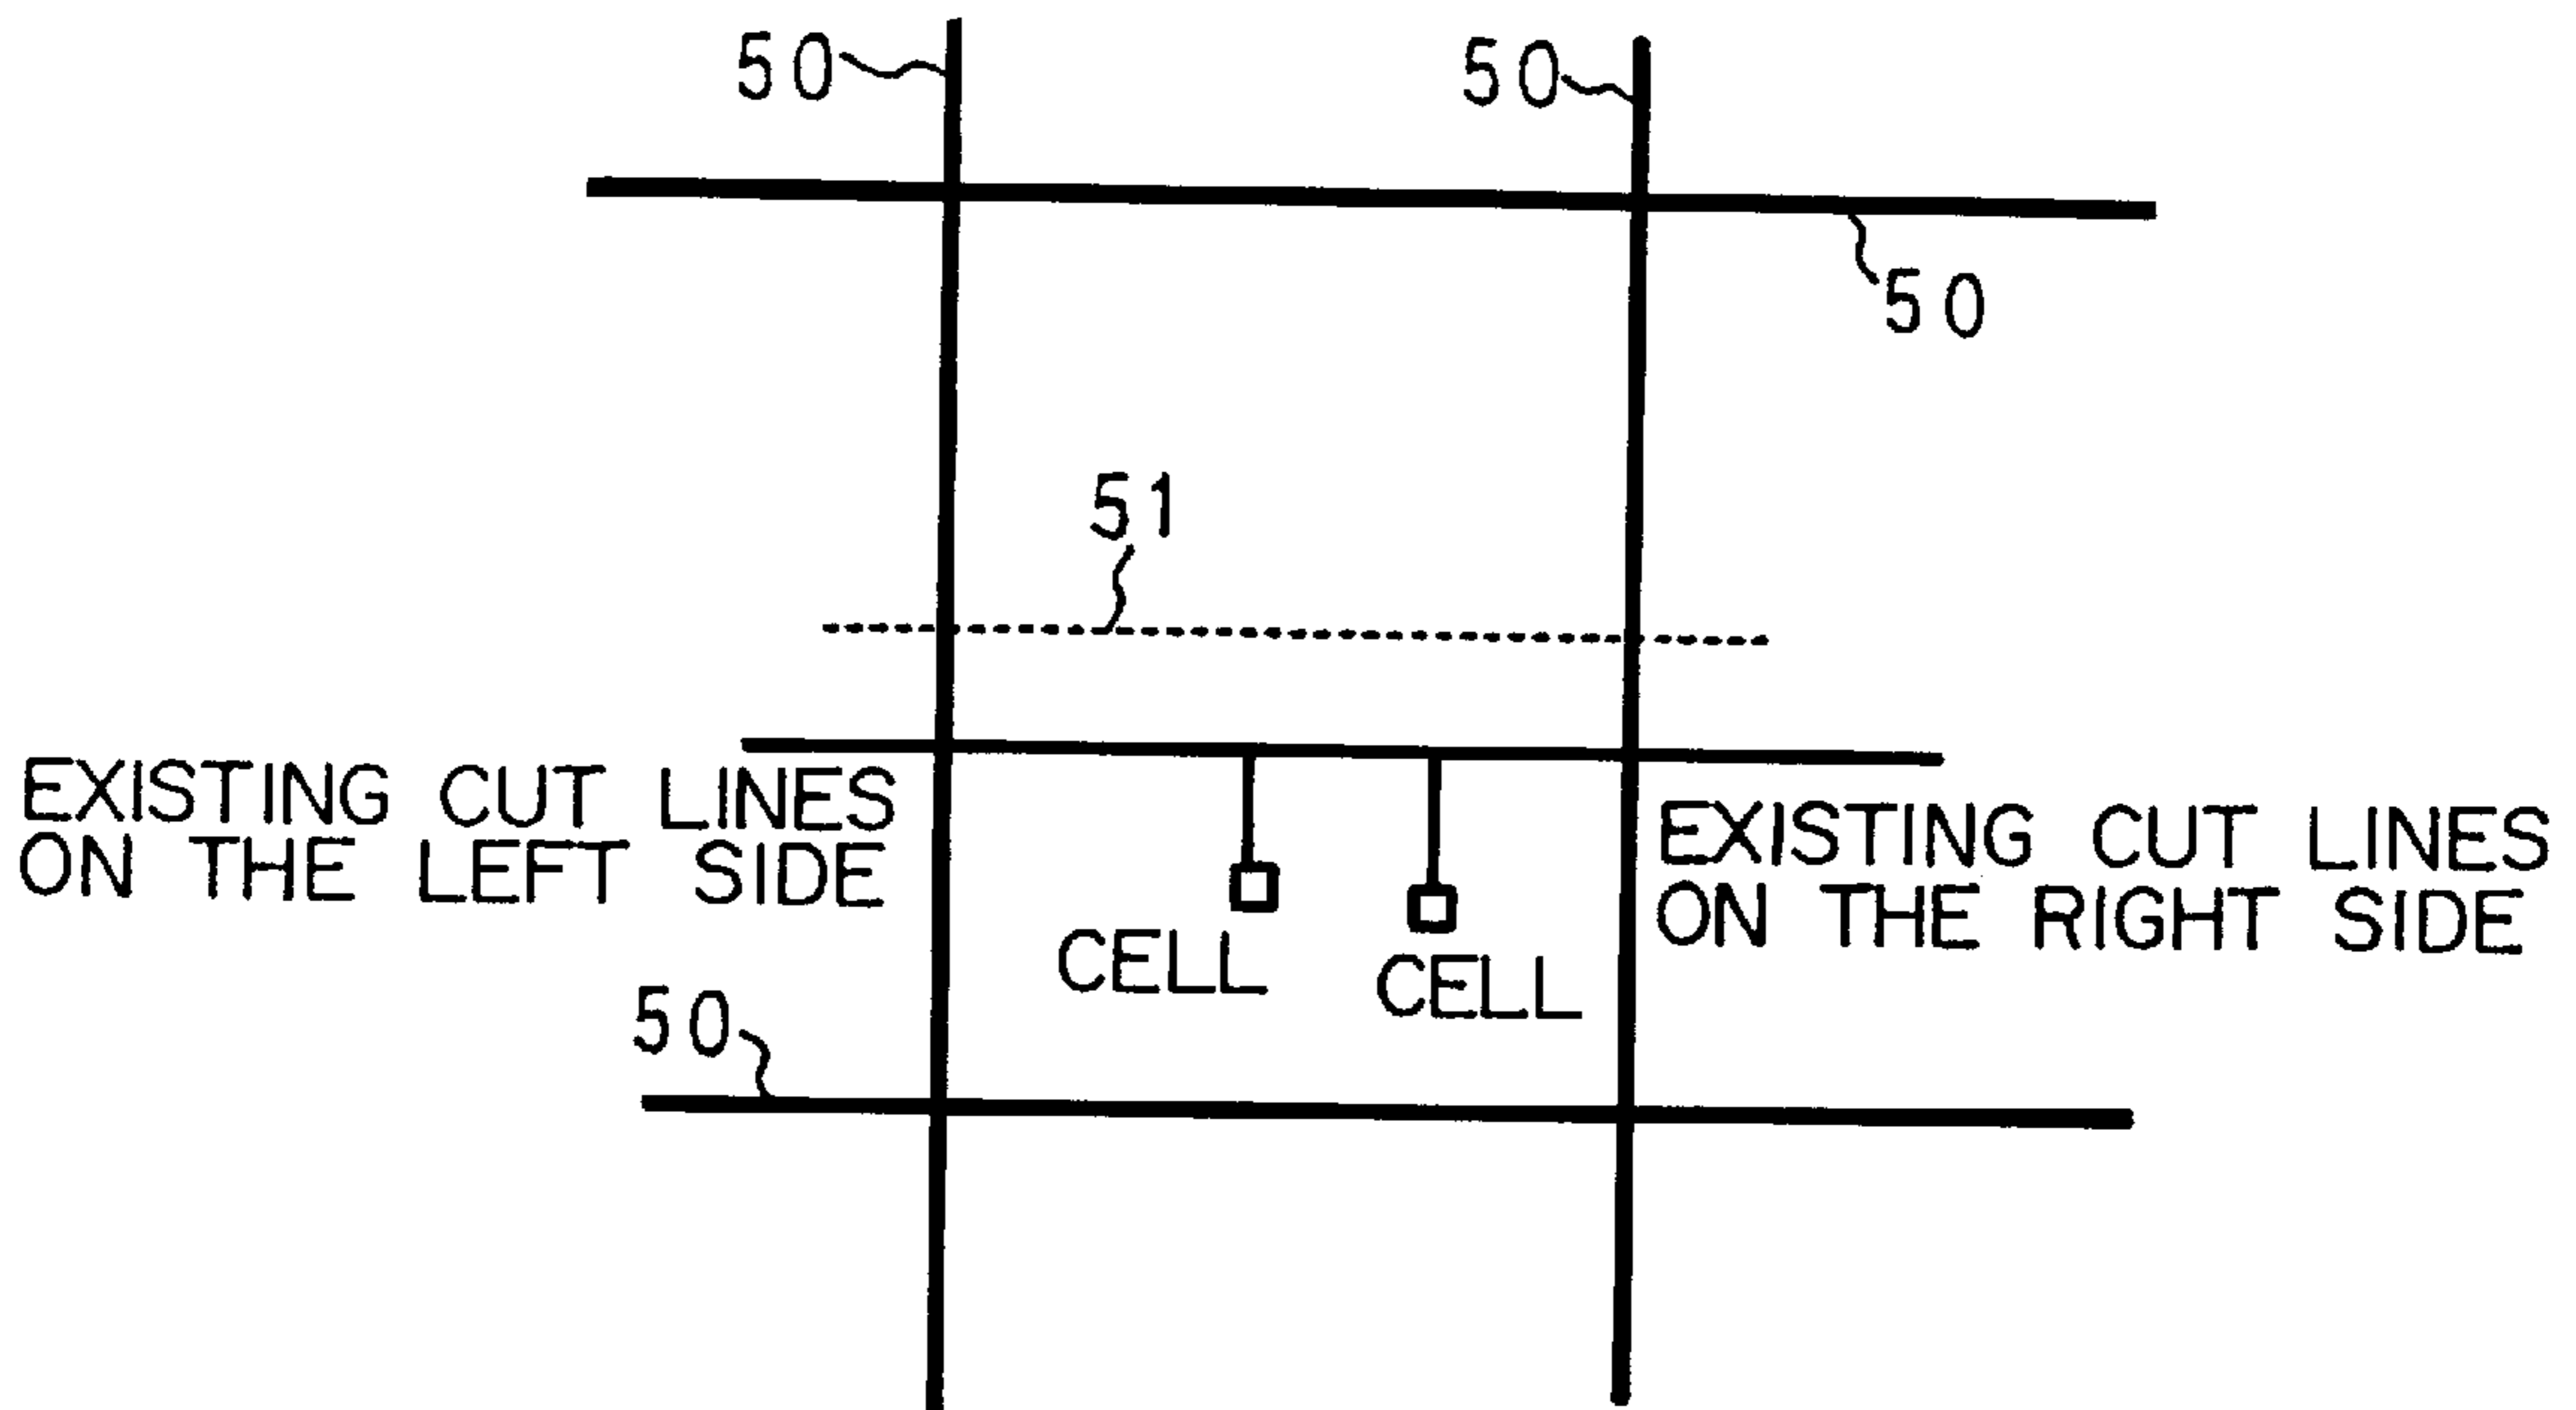 50
50
50
51
EXISTING CUT LINES
ON THE LEFT SIDE
EXISTING CUT LINES
ON THE RIGHT SIDE
CELL
CELL
50